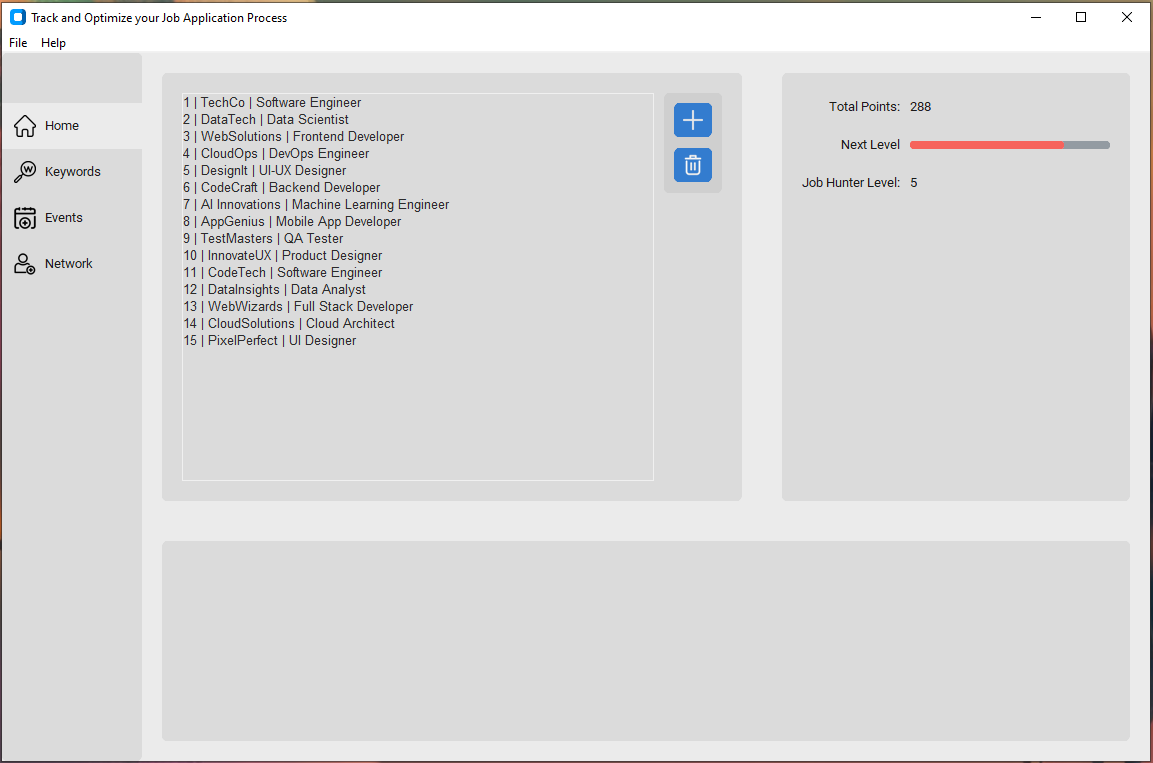 Track and Optimize your Job Application Process
File Help
Home
Keywords
Events
Network
1 | TechCo | Software Engineer
2 | DataTech | Data Scientist
3 | WebSolutions | Frontend Developer
4 | CloudOps | DevOps Engineer
5 | DesignIt | UI-UX Designer
6 | CodeCraft | Backend Developer
7 | AI Innovations | Machine Learning Engineer
8 | AppGenius | Mobile App Developer
9 | TestMasters | QA Tester
10 | InnovateUX | Product Designer
11 | CodeTech | Software Engineer
12 | DataInsights | Data Analyst
13 | WebWizards | Full Stack Developer
14 | CloudSolutions | Cloud Architect
15 | PixelPerfect | UI Designer
Total Points: 288
Next Level
Job Hunter Level: 5